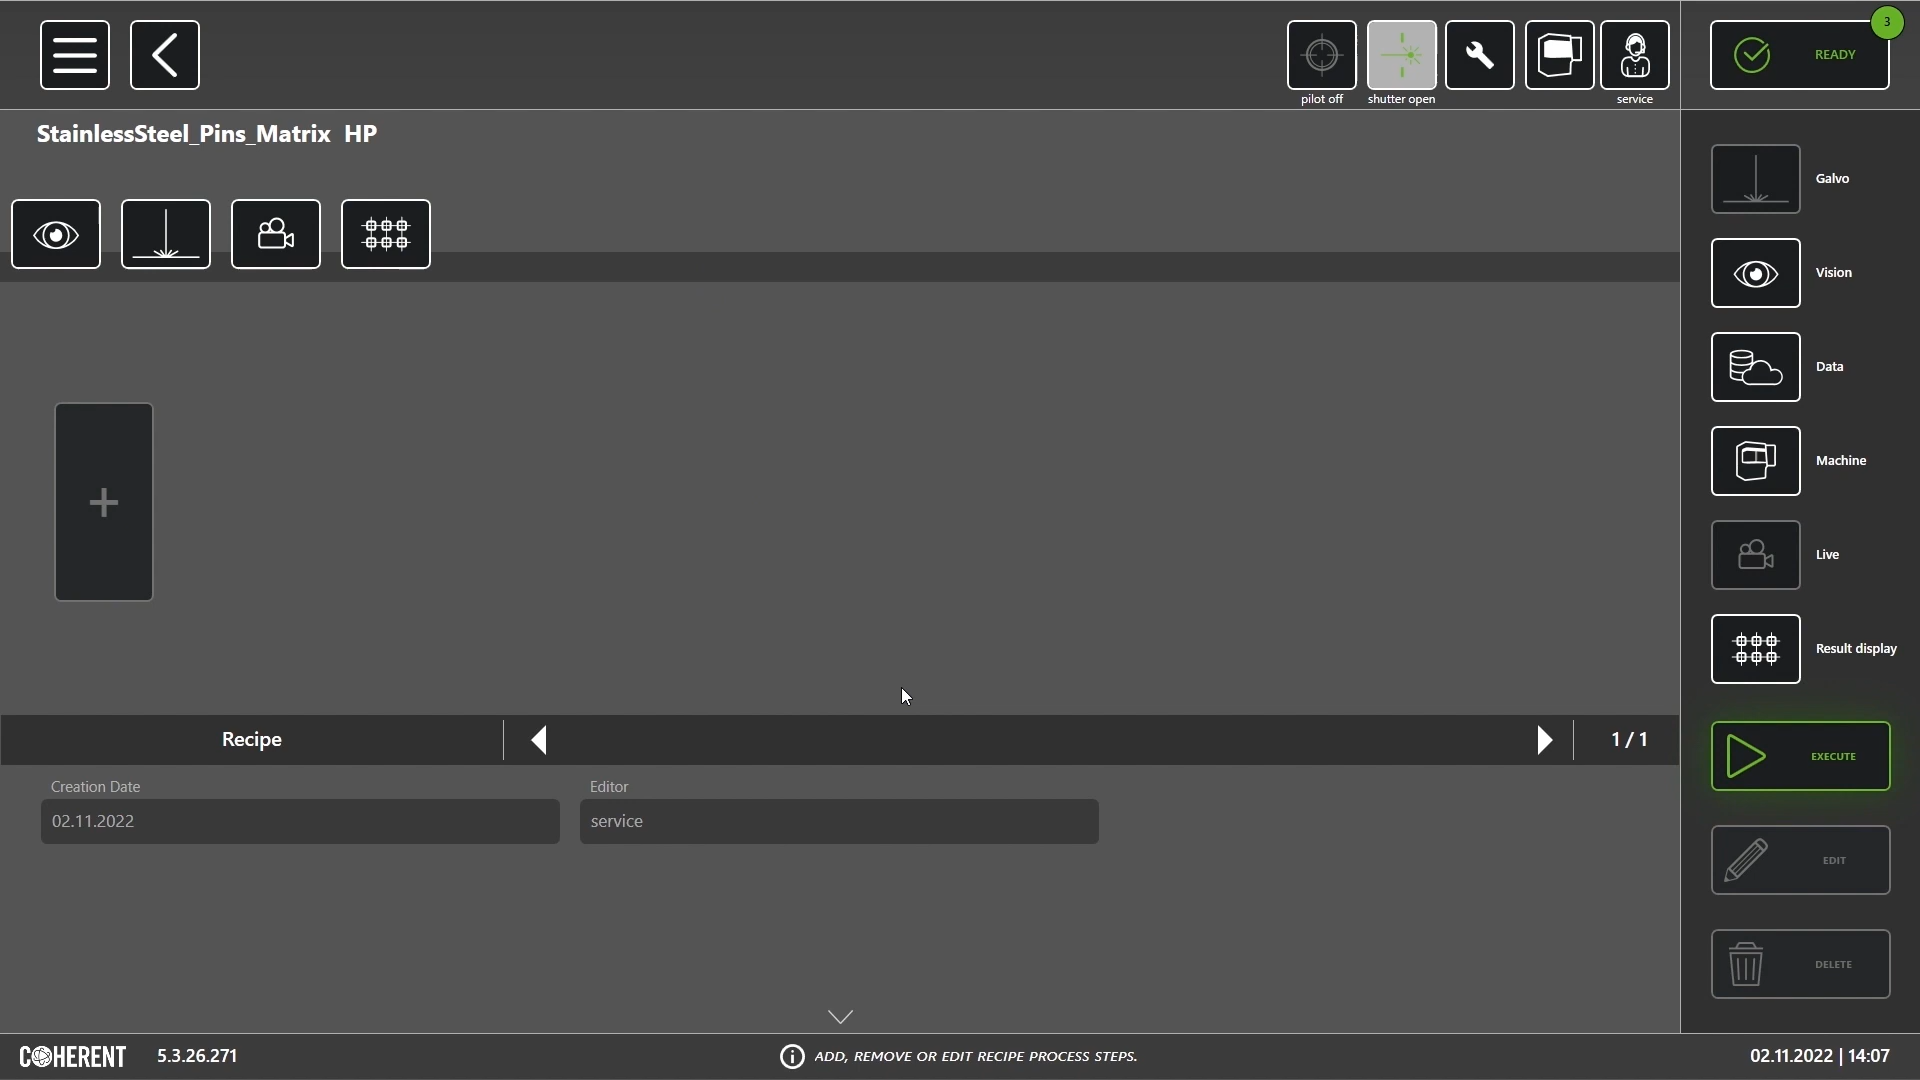 pilot off
shutter open
service
3
READY
StainlessSteel_Pins_Matrix HP
Galvo
Vision
Data
Machine
Live
Result display
Recipe
1 / 1
EXECUTE
Creation Date
Editor
02.11.2022
service
EDIT
DELETE
COHERENT
5.3.26.271
ADD, REMOVE OR EDIT RECIPE PROCESS STEPS.
02.11.2022 | 14:07